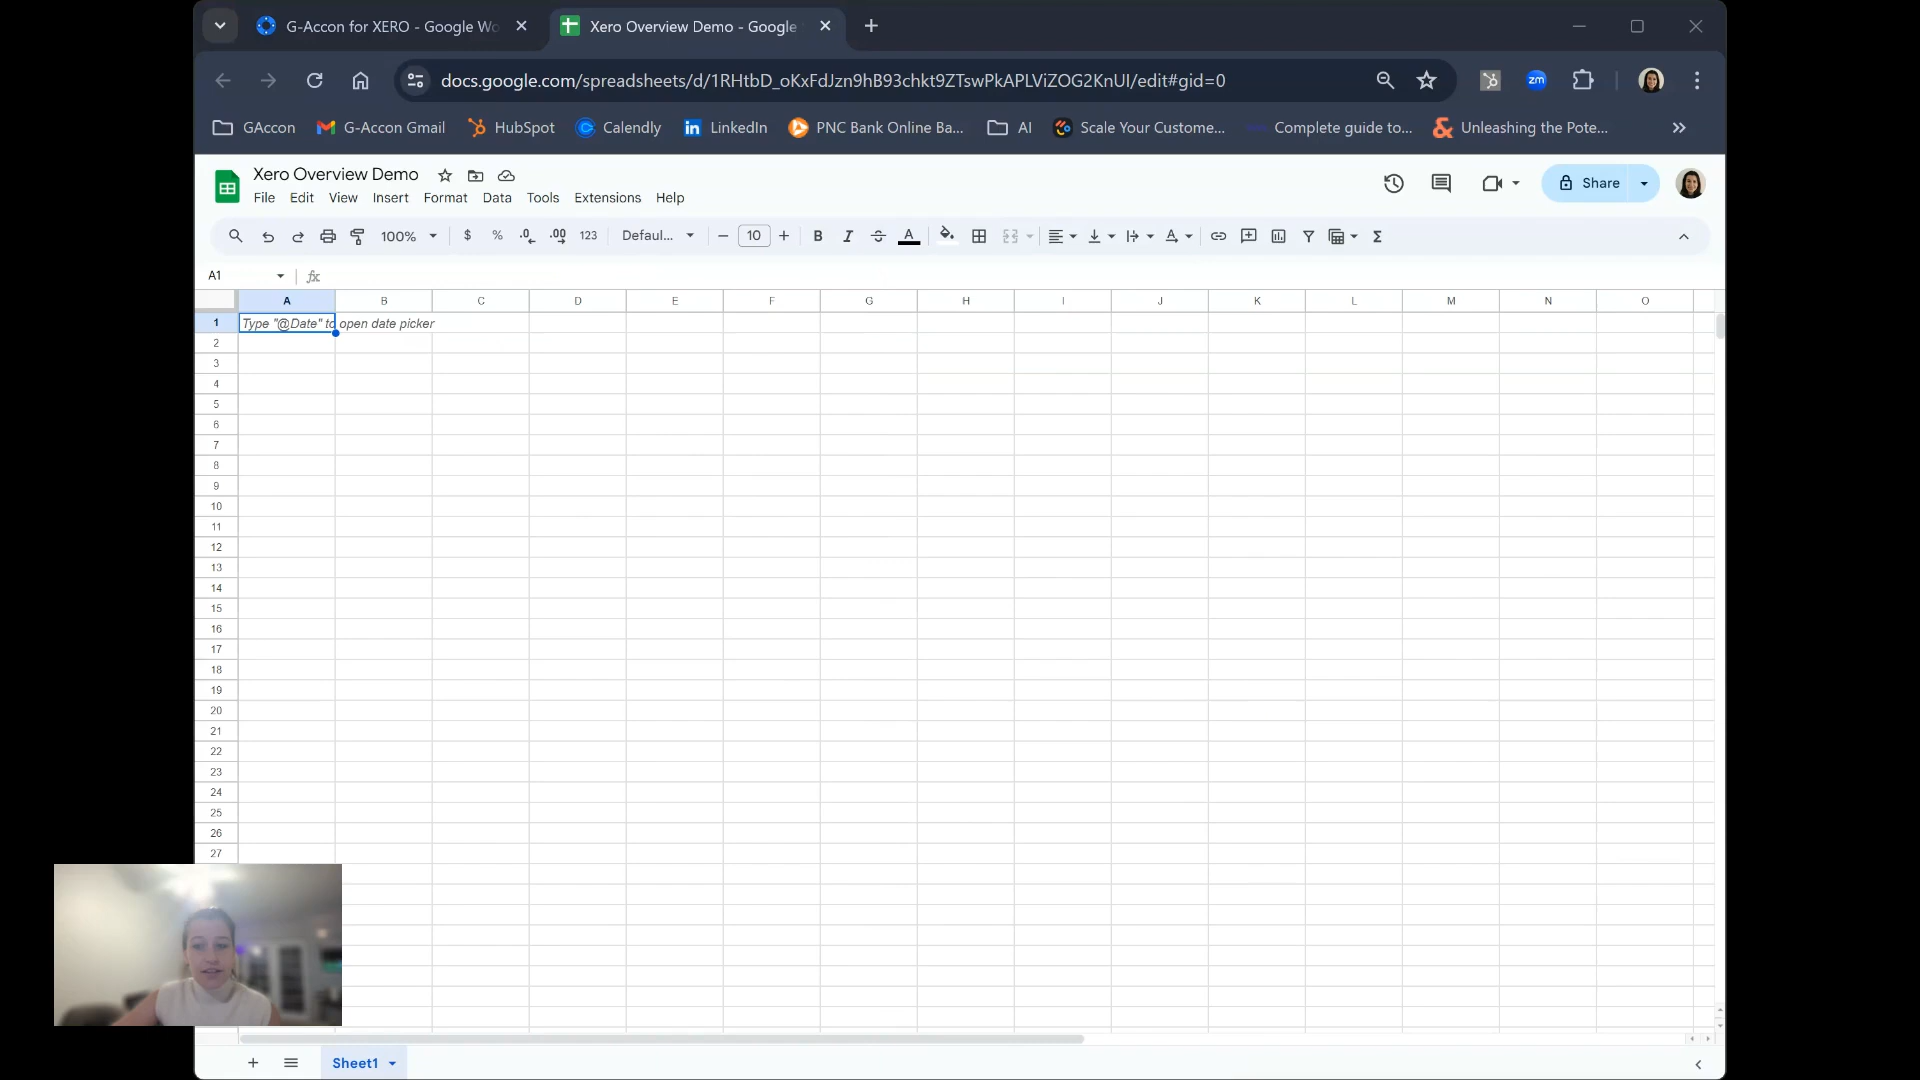 G-Accon for XERO - Google Wo
Xero Overview Demo - Google
docs.google.com/spreadsheets/d/1RHtbD_oKxFdJzn9hB93chkt9ZTswPkAPLViZOG2KnUI/edit#gid=0
zm
GAccon
G-Accon Gmail
HubSpot
Calendly
LinkedIn
PNC Bank Online Ba...
AI
Scale Your Custome...
Complete guide to...
Unleashing the Pote...
Xero Overview Demo
File Edit View Insert Format Data Tools Extensions Help
Share
100% $ % .0 .00 123 Defaul... 10 B I A Σ
A1 fx
A B C D E F G H I J K L M N O
1 Type "@Date" to open date picker
2
3
4
5
6
7
8
9
10
11
12
13
14
15
16
17
18
19
20
21
22
23
24
25
26
27
Sheet1